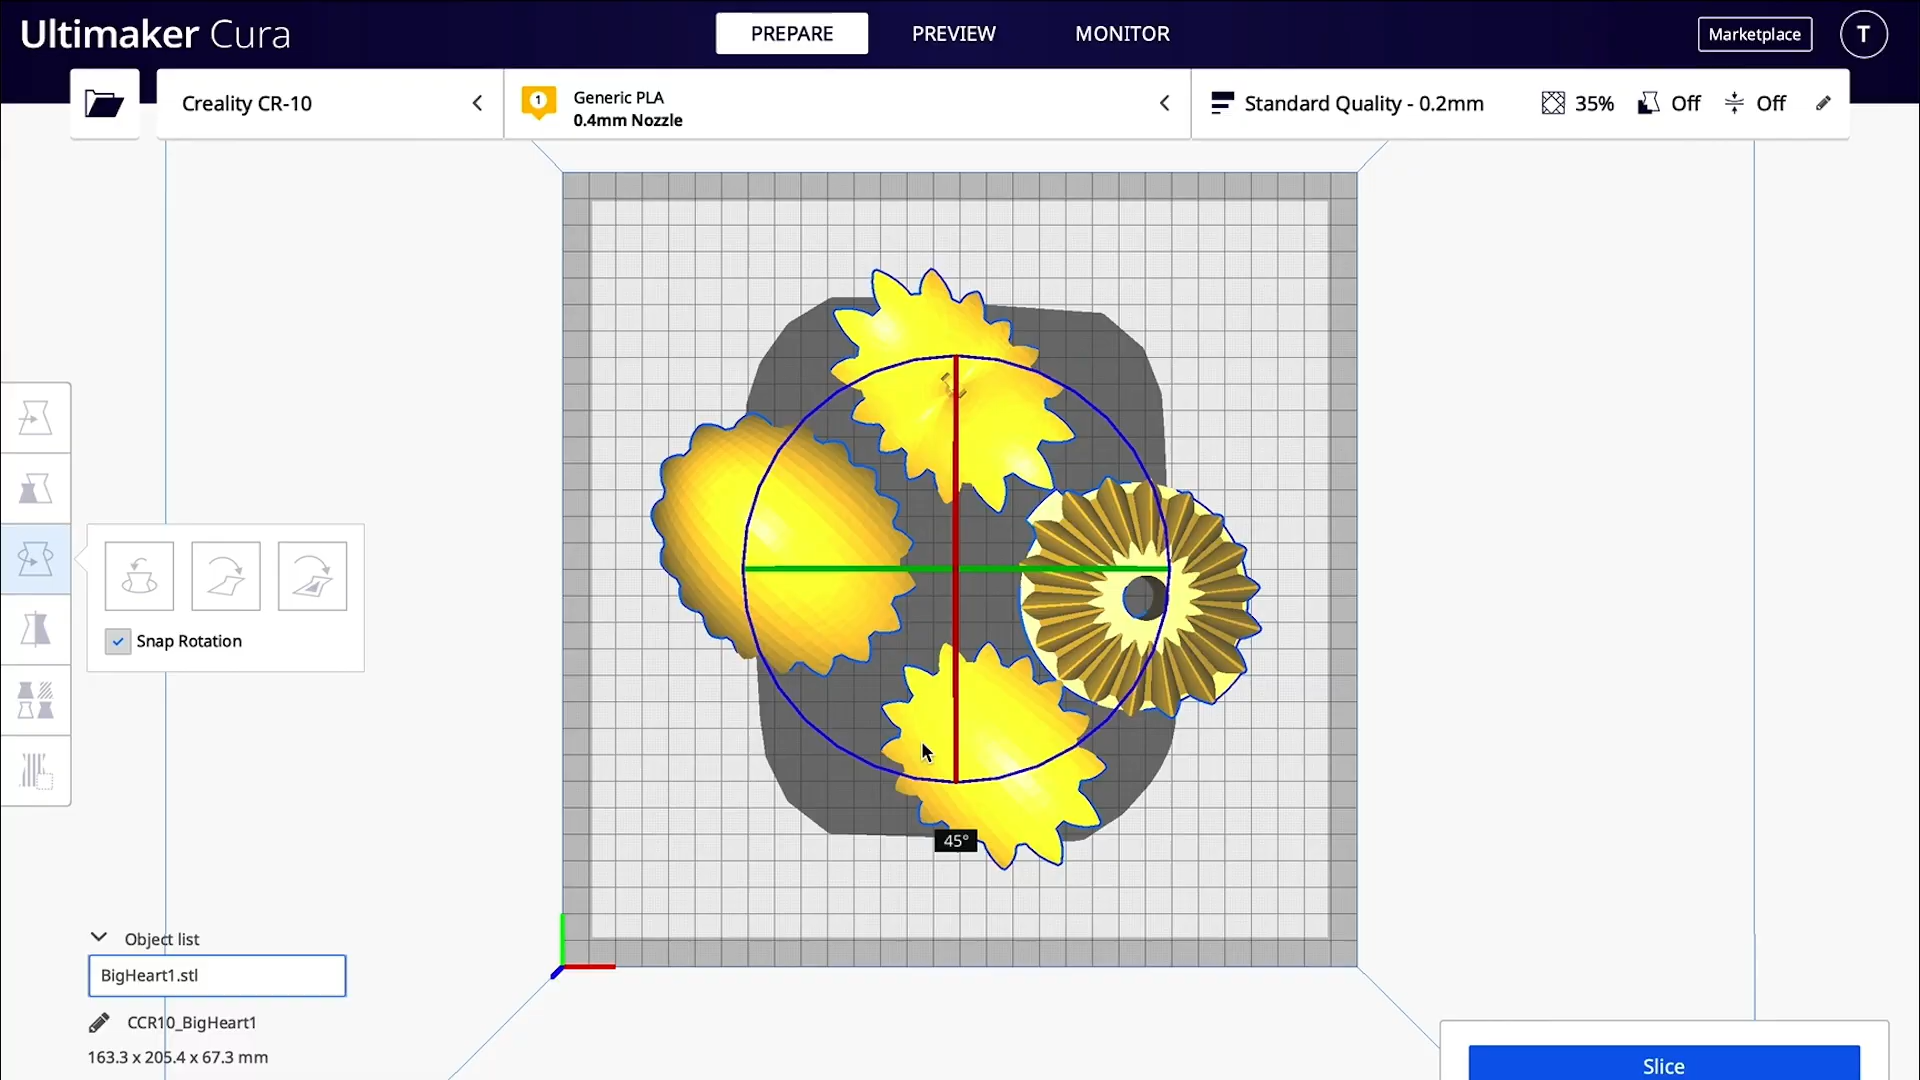 Ultimaker Cura
PREPARE
PREVIEW
MONITOR
Marketplace
T
Creality CR-10
1
Generic PLA
0.4mm Nozzle
Standard Quality - 0.2mm
35%
Off
Off
Snap Rotation
45°
Object list
BigHeart1.stl
CCR10_BigHeart1
163.3 x 205.4 x 67.3 mm
Slice